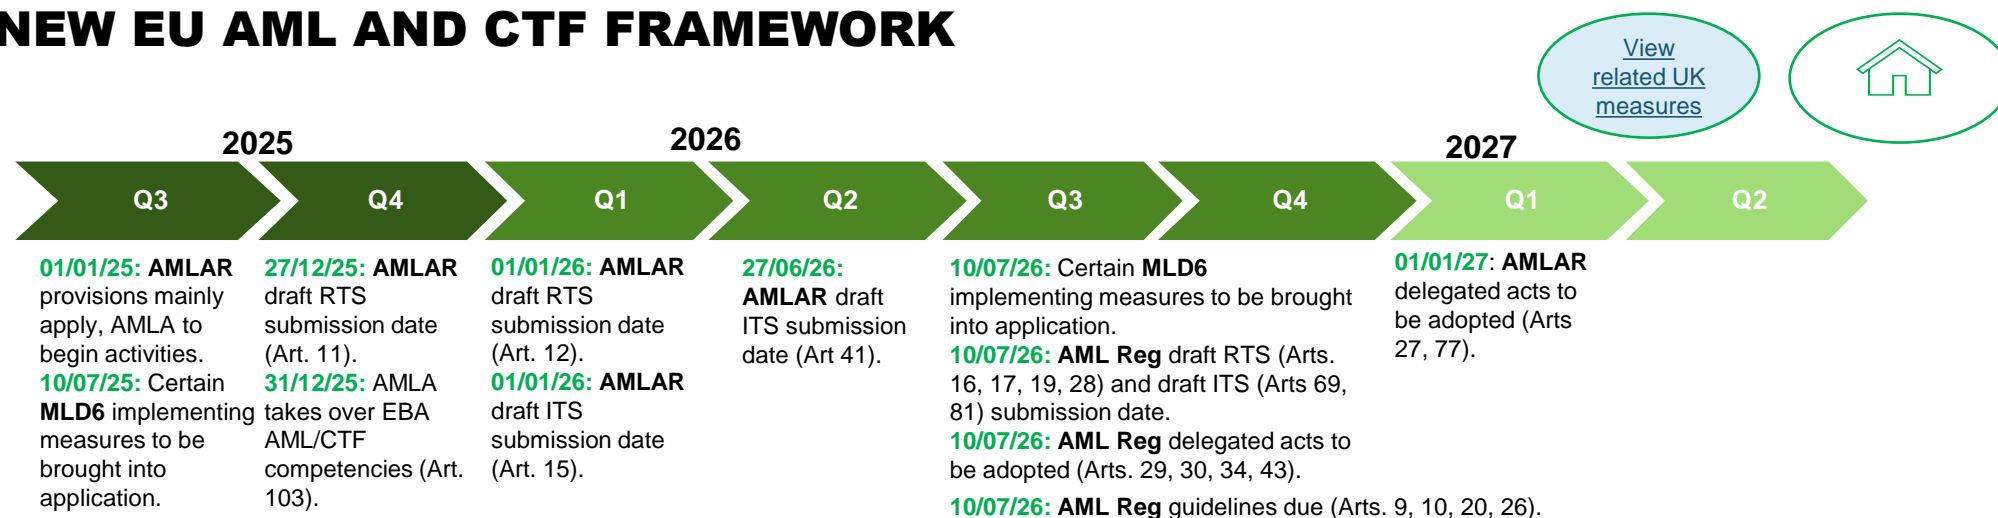 NEW EU AML AND CTF FRAMEWORK
View
related UK
measures
2025
2026
2027
Q3
Q4
Q1
Q2
Q3
Q4
Q1
Q2
01/01/25: AMLAR
provisions mainly
apply, AMLA to
begin activities.
10/07/25: Certain
MLD6 implementing
measures to be
brought into
application.
27/12/25: AMLAR
draft RTS
submission date
(Art. 11).
31/12/25: AMLA
takes over EBA
AML/CTF
competencies (Art.
103).
01/01/26: AMLAR
draft RTS
submission date
(Art. 12).
01/01/26: AMLAR
draft ITS
submission date
(Art. 15).
27/06/26:
AMLAR draft
ITS submission
date (Art 41).
10/07/26: Certain MLD6
implementing measures to be brought
into application.
10/07/26: AML Reg draft RTS (Arts.
16, 17, 19, 28) and draft ITS (Arts 69,
81) submission date.
10/07/26: AML Reg delegated acts to
be adopted (Arts. 29, 30, 34, 43).
10/07/26: AML Reg guidelines due (Arts. 9, 10, 20, 26).
01/01/27: AMLAR
delegated acts to
be adopted (Arts
27, 77).